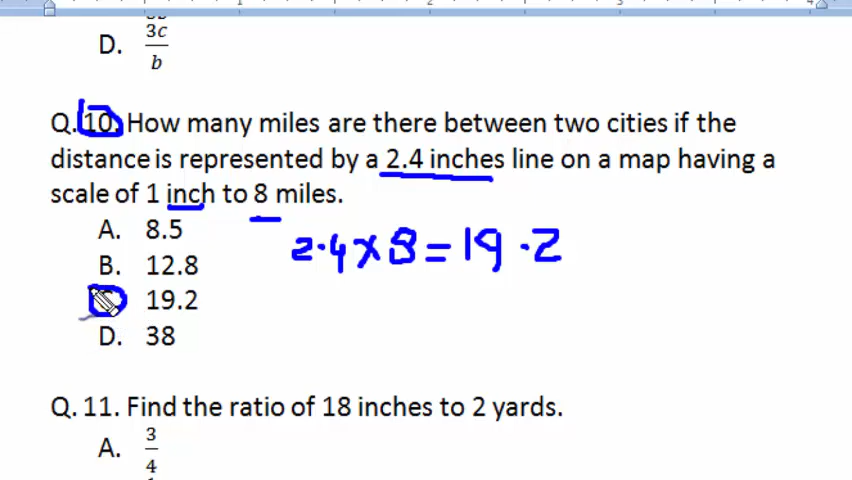 D. 3c
b
Q. 10. How many miles are there between two cities if the
distance is represented by a 2.4 inches line on a map having a
scale of 1 inch to 8 miles.
A. 8.5
2.4 × 8 = 19.2
B. 12.8
19.2
D. 38
Q. 11. Find the ratio of 18 inches to 2 yards.
A. 3
4